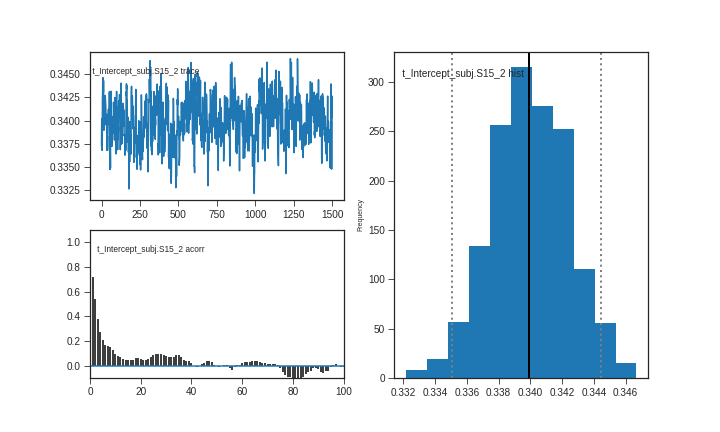 t_Intercept_subj.S15_2 trace
0.3450
0.3425
0.3400
0.3375
0.3350
0.3325
0 250 500 750 1000 1250 1500
t_Intercept_subj.S15_2 acorr
1.0
0.8
0.6
0.4
0.2
0.0
0 20 40 60 80 100
t_Intercept_subj.S15_2 hist
Frequency
300
250
200
150
100
50
0
0.332 0.334 0.336 0.338 0.340 0.342 0.344 0.346